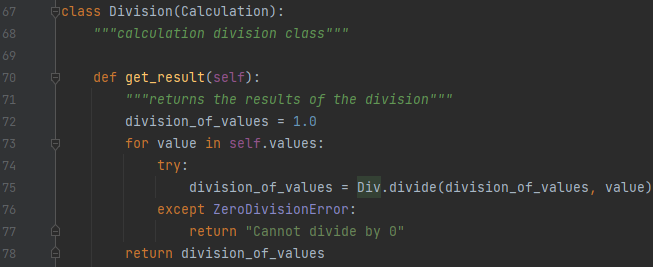 67 class Division(Calculation):
68     """calculation division class"""
69
70     def get_result(self):
71         """returns the results of the division"""
72         division_of_values = 1.0
73         for value in self.values:
74             try:
75                 division_of_values = Div.divide(division_of_values, value)
76             except ZeroDivisionError:
77                 return "Cannot divide by 0"
78         return division_of_values